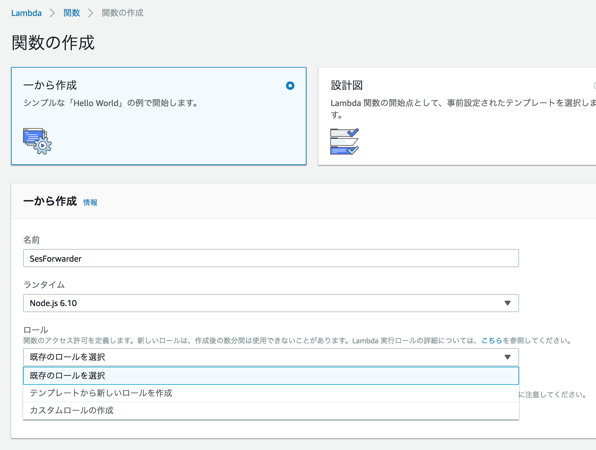 Lambda > 関数 > 関数の作成
関数の作成
一から作成
シンプルな「Hello World」の例で開始します。
設計図
Lambda 関数の開始点として、事前設定されたテンプレートを選択しま
す。
一から作成 情報
名前
SesForwarder
ランタイム
Node.js 6.10
ロール
関数のアクセス許可を定義します。新しいロールは、作成後の数分間は使用できないことがあります。Lambda 実行ロールの詳細については、こちらを参照してください。
既存のロールを選択
既存のロールを選択
テンプレートから新しいロールを作成
に注意してください。
カスタムロールの作成